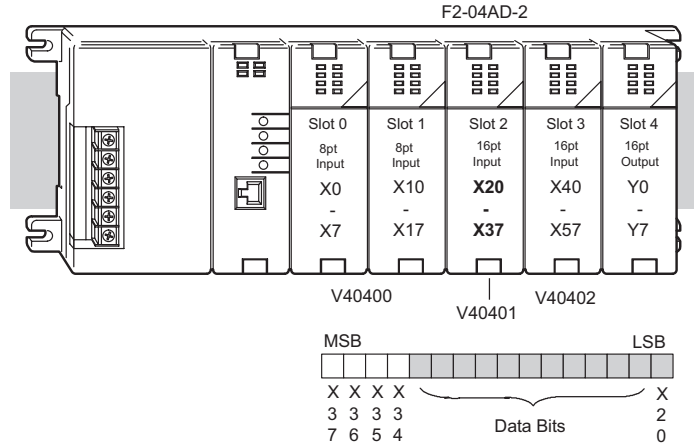 F2-04AD-2
Slot 0 Slot 1 Slot 2 Slot 3 Slot 4
8pt 8pt 16pt 16pt 16pt
Input Input Input Input Output
X0 X10 X20 X40 Y0
- - - - -
X7 X17 X37 X57 Y7
V40400 V40401 V40402
MSB LSB
X X X X X
3 3 3 3 2
7 6 5 4 0
Data Bits